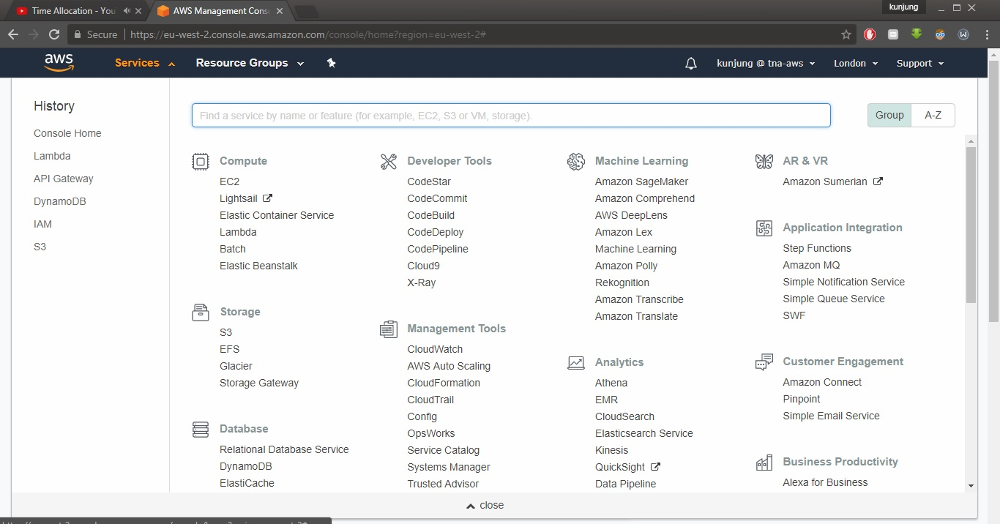 Time Allocation - You
AWS Management Conso
kunjung
Secure
https://eu-west-2.console.aws.amazon.com/console/home?region=eu-west-2#
aws
Services
Resource Groups
kunjung @ tna-aws
London
Support
History
Console Home
Lambda
API Gateway
DynamoDB
IAM
S3
Find a service by name or feature (for example, EC2, S3 or VM, storage).
Group
A-Z
Compute
EC2
Lightsail
Elastic Container Service
Lambda
Batch
Elastic Beanstalk
Storage
S3
EFS
Glacier
Storage Gateway
Database
Relational Database Service
DynamoDB
ElastiCache
Developer Tools
CodeStar
CodeCommit
CodeBuild
CodeDeploy
CodePipeline
Cloud9
X-Ray
Management Tools
CloudWatch
AWS Auto Scaling
CloudFormation
CloudTrail
Config
OpsWorks
Service Catalog
Systems Manager
Trusted Advisor
Machine Learning
Amazon SageMaker
Amazon Comprehend
AWS DeepLens
Amazon Lex
Machine Learning
Amazon Polly
Rekognition
Amazon Transcribe
Amazon Translate
Analytics
Athena
EMR
CloudSearch
Elasticsearch Service
Kinesis
QuickSight
Data Pipeline
AR & VR
Amazon Sumerian
Application Integration
Step Functions
Amazon MQ
Simple Notification Service
Simple Queue Service
SWF
Customer Engagement
Amazon Connect
Pinpoint
Simple Email Service
Business Productivity
Alexa for Business
close